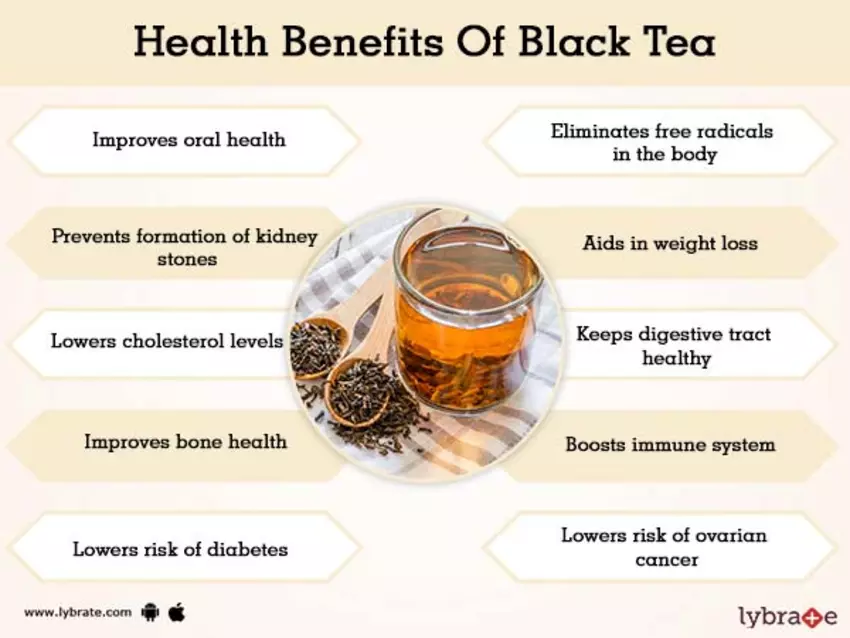 Health Benefits Of Black Tea
Improves oral health
Prevents formation of kidney
stones
Lowers cholesterol levels
Improves bone health
Lowers risk of diabetes
Eliminates free radicals
in the body
Aids in weight loss
Keeps digestive tract
healthy
Boosts immune system
Lowers risk of ovarian
cancer
www.lybrate.com
lybrate